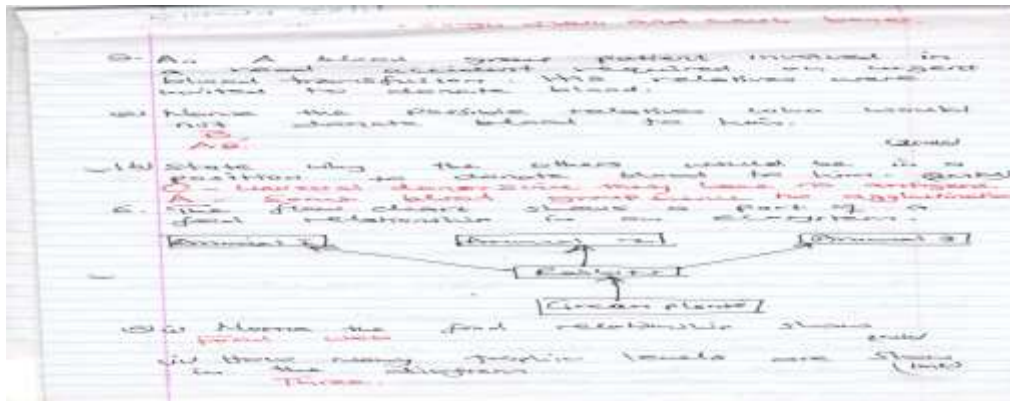 A. A blood group patient involved in
a road accident required an urgent
blood transfusion. His relatives were
invited to donate blood.
Name the possible relatives who would
not donate blood to him.
B
AB
State why the others would be in a
position to donate blood to him.
O - Universal donor, since they have no antigens
A - Same blood group hence no agglutination
6. The flow chart shows a part of a
food relationship in an ecosystem.
Animal 1 Animal 2 Animal 3
Rabbits
Green plants
Name the food relationship shown
food web
How many trophic levels are shown
in the diagram
Three.